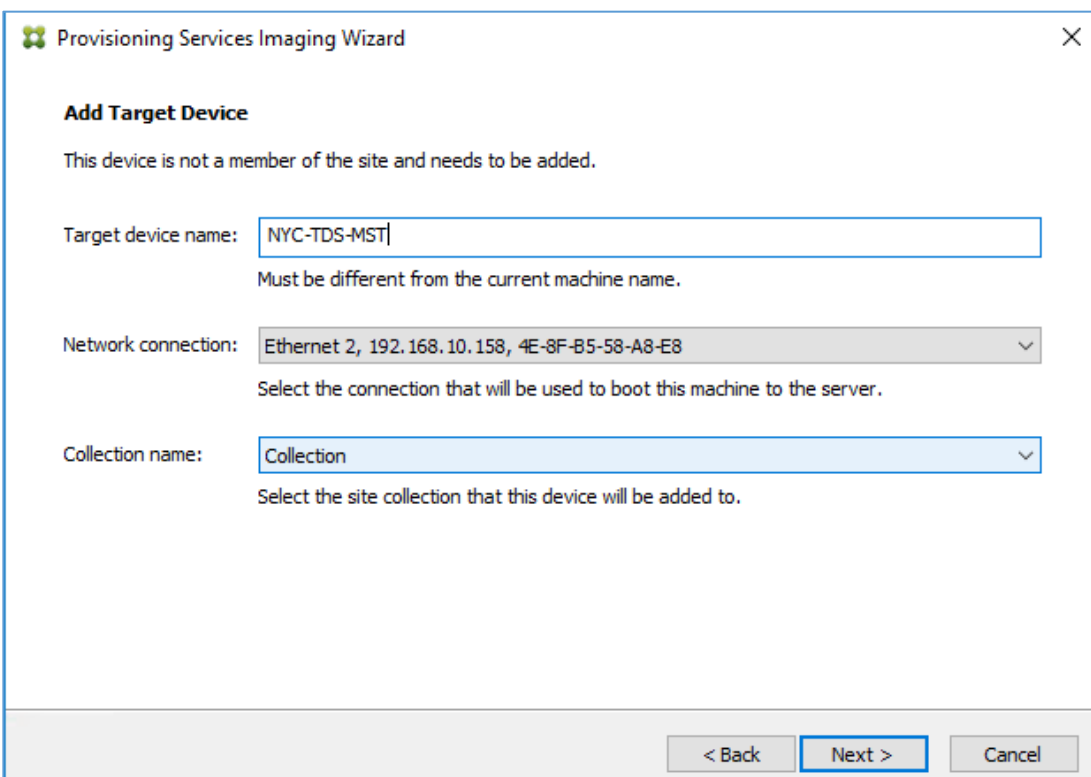 Provisioning Services Imaging Wizard
Add Target Device
This device is not a member of the site and needs to be added.
Target device name: NYC-TDS-MST
Must be different from the current machine name.
Network connection: Ethernet 2, 192.168.10.158, 4E-8F-B5-58-A8-E8
Select the connection that will be used to boot this machine to the server.
Collection name: Collection
Select the site collection that this device will be added to.
< Back Next > Cancel